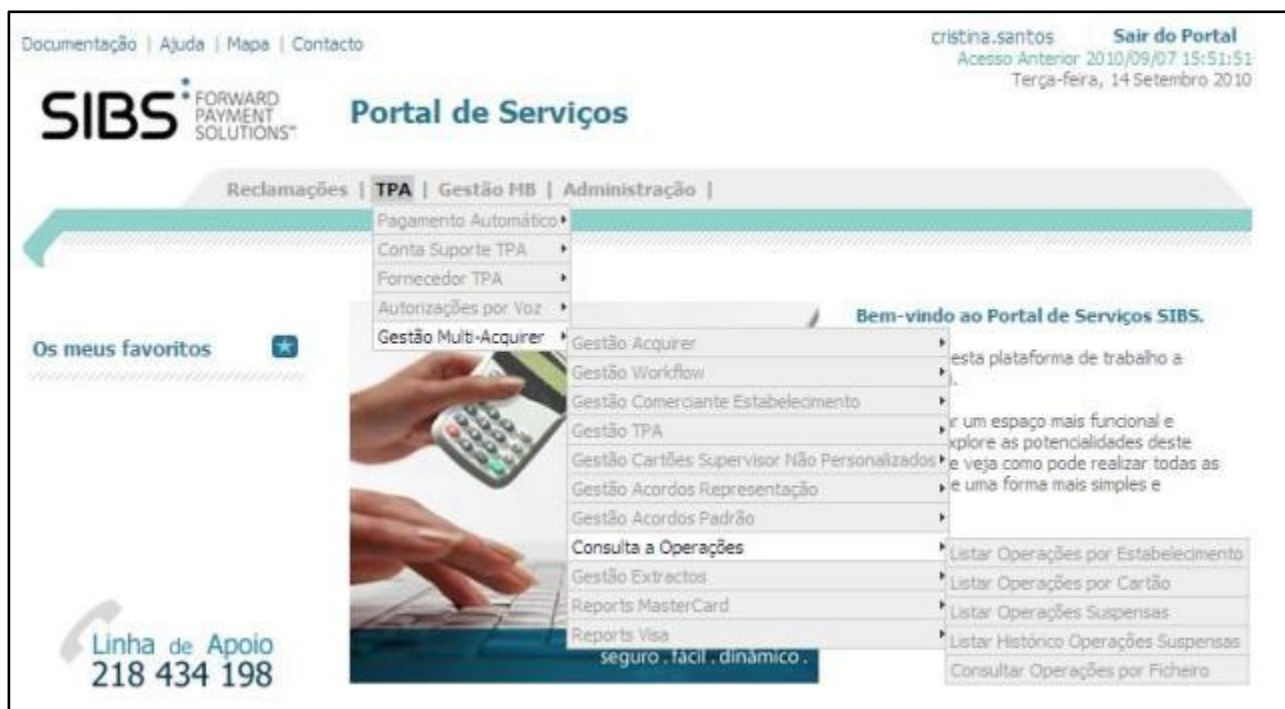 Documentação | Ajuda | Mapa | Contacto
cristina.santos Sair do Portal
Acesso Anterior 2010/09/07 15:51:51
Terça-feira, 14 Setembro 2010
SIBS FORWARD PAYMENT SOLUTIONS™
Portal de Serviços
Reclamações | TPA | Gestão MB | Administração |
Pagamento Automático
Conta Suporte TPA
Fornecedor TPA
Autorizações por Voz
Gestão Multi-Acquirer
Gestão Acquirer
Gestão Workflow
Gestão Comerciante Estabelecimento
Gestão TPA
Gestão Cartões Supervisor Não Personalizados
Gestão Acordos Representação
Gestão Acordos Padrão
Consulta a Operações
Gestão Extractos
Reports MasterCard
Reports Visa
Listar Operações por Estabelecimento
Listar Operações por Cartão
Listar Operações Suspensas
Listar Histórico Operações Suspensas
Consultar Operações por Ficheiro
Os meus favoritos
Bem-vindo ao Portal de Serviços SIBS.
esta plataforma de trabalho a
um espaço mais funcional e
xplore as potencialidades deste
e veja como pode realizar todas as
e uma forma mais simples e
seguro . fácil . dinâmico .
Linha de Apoio
218 434 198